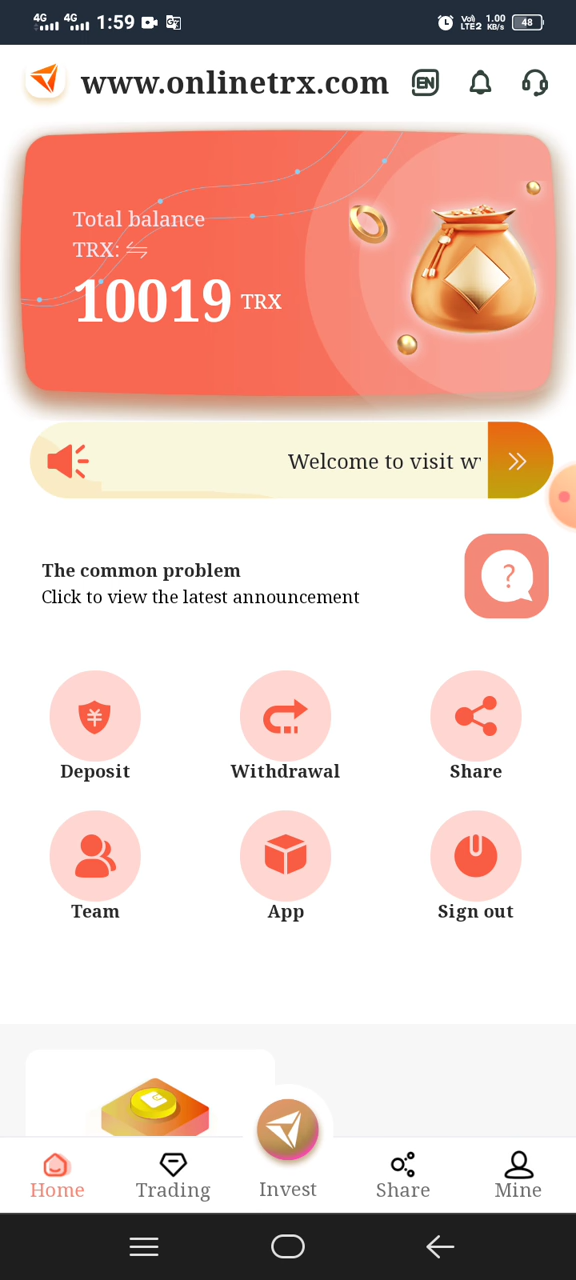 4G 4G 1:59 Vo) LTE2 1.00 KB/s 48
www.onlinetrx.com EN
Total balance
TRX:
10019 TRX
Welcome to visit w
The common problem
Click to view the latest announcement
?
¥
Deposit Withdrawal Share
Team App Sign out
Home Trading Invest Share Mine